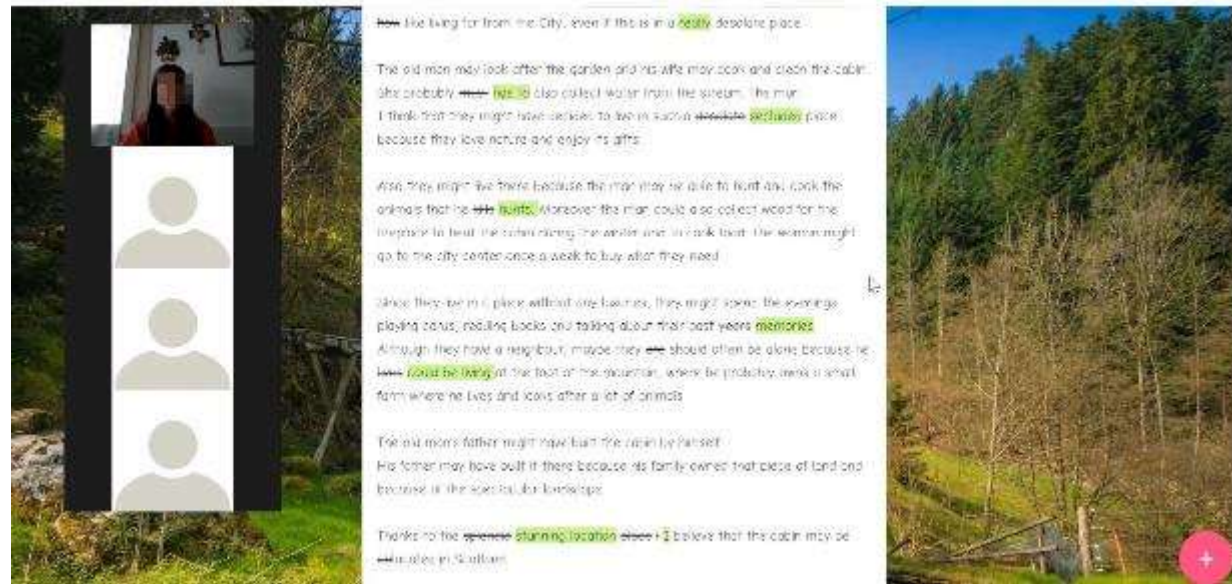 how like living far from the City, even if this is in a really desolate place
The old man may look after the garden and his wife may cook and clean the cabin
She probably has to also collect water from the stream. The man
I think that they might have decided to live in such a desolate secluded place
because they love nature and enjoy its gifts
Also they might live there because the man may be able to hunt and cook the
animals that he hunts. Moreover the man could also collect wood for the
fireplace to heat the cabin during the winter and to cook food. The woman might
go to the city center once a week to buy what they need
Since they live in a place without any luxuries, they might spend the evenings
playing cards, reading books and talking about their past years memories
Although they have a neighbour, maybe they are should often be alone because he
lives could be living at the foot of the mountain, where he probably owns a small
farm where he lives and looks after a lot of animals
The old man's father might have built the cabin by himself
His father may have built it there because his family owned that piece of land and
because of the spectacular landscape
Thanks to the splendid stunning location place I believe that the cabin may be
located in Scotland
+